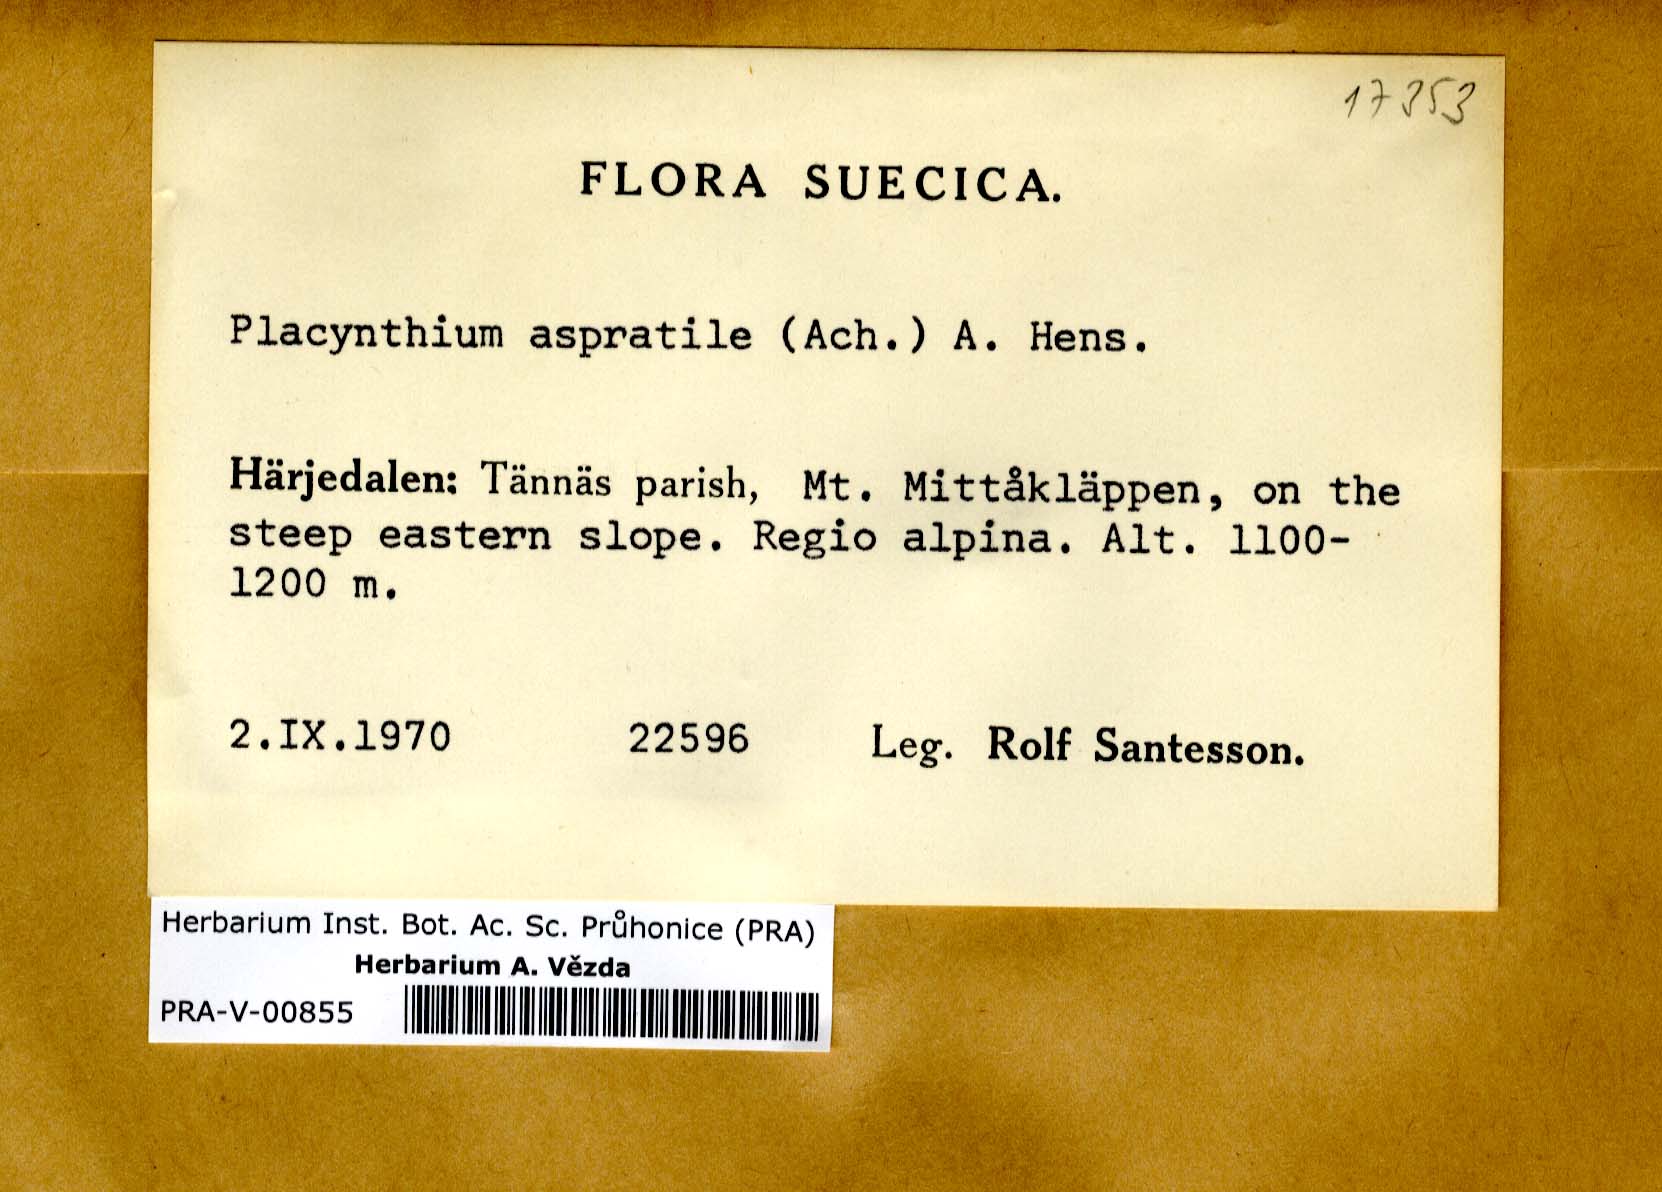 17353
FLORA SUECICA.
Placynthium aspratile (Ach.) A. Hens.
Härjedalen: Tännäs parish, Mt. Mittåkläppen, on the
steep eastern slope. Regio alpina. Alt. 1100-
1200 m.
2.IX.1970 22596 Leg. Rolf Santesson.
Herbarium Inst. Bot. Ac. Sc. Průhonice (PRA)
Herbarium A. Vězda
PRA-V-00855